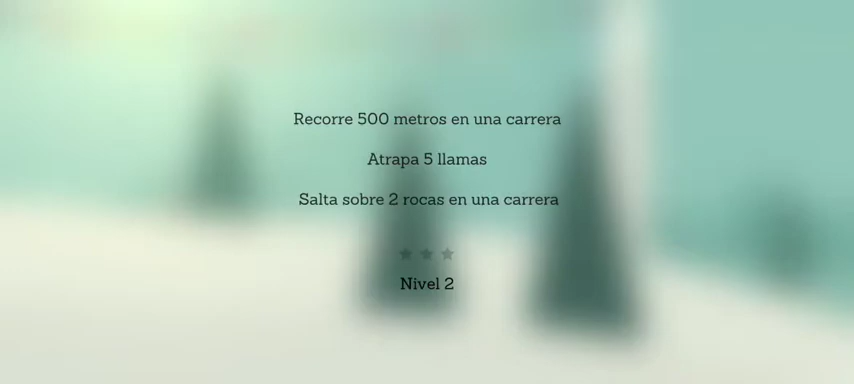 Recorre 500 metros en una carrera
Atrapa 5 llamas
Salta sobre 2 rocas en una carrera
Nivel 2